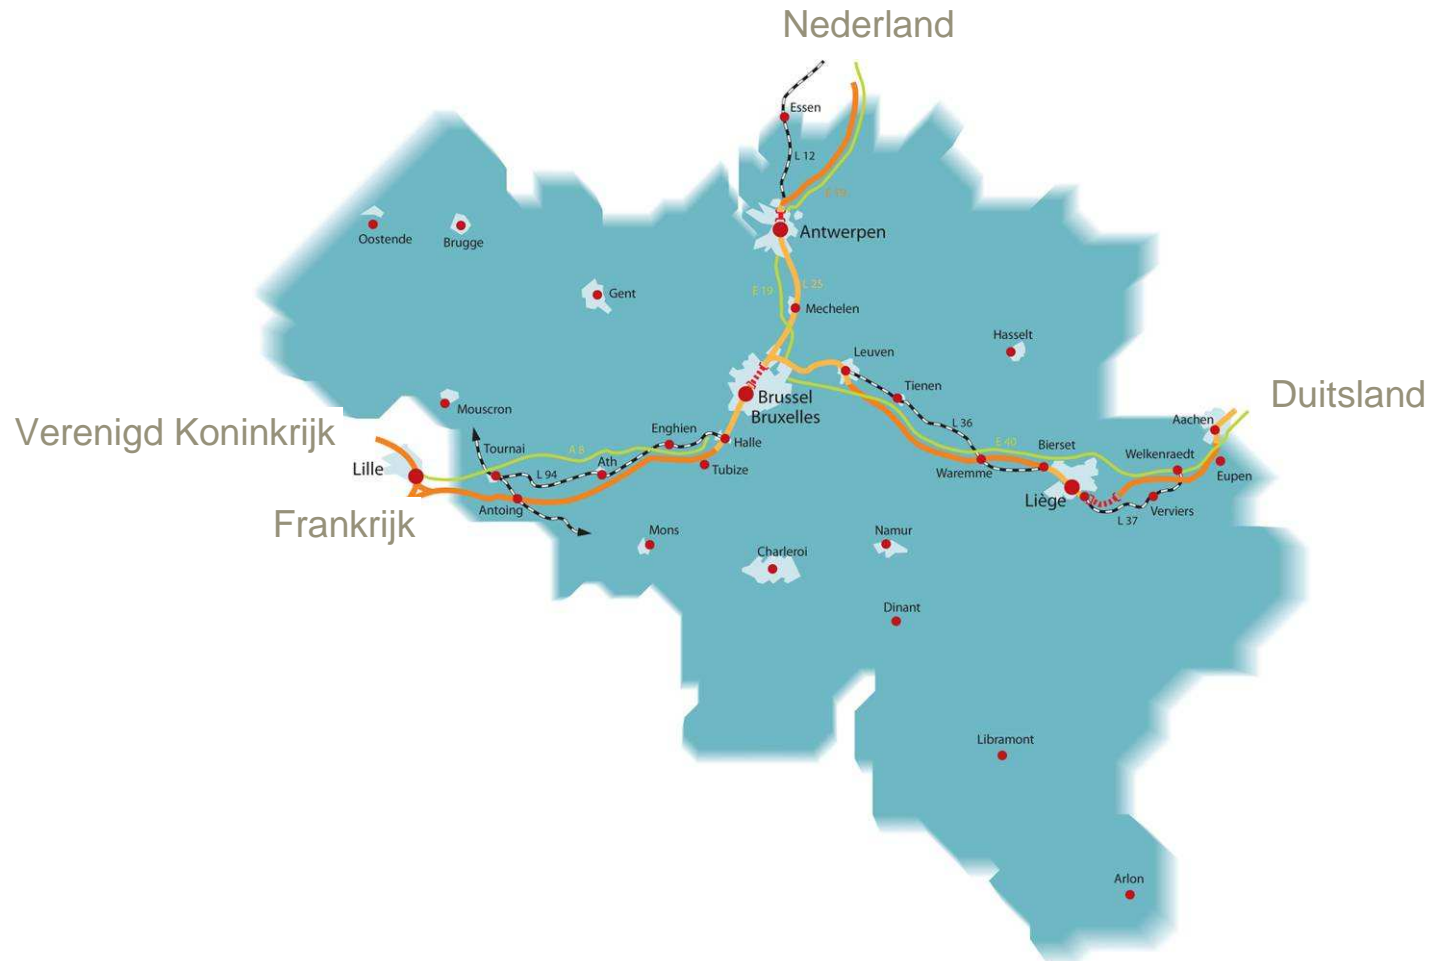 Nederland
Essen
L 12
E 19
Antwerpen
Oostende
Brugge
Gent
E 19
L 25
Mechelen
Hasselt
Leuven
Tienen
Duitsland
Brussel
Bruxelles
Mouscron
Aachen
Verenigd Koninkrijk
Enghien
Halle
L 36
E 40
Bierset
Welkenraedt
Tournai
A 8
Lille
L 94
Ath
Tubize
Waremme
Eupen
Antoing
Liège
Verviers
Frankrijk
L 37
Mons
Namur
Charleroi
Dinant
Libramont
Arlon